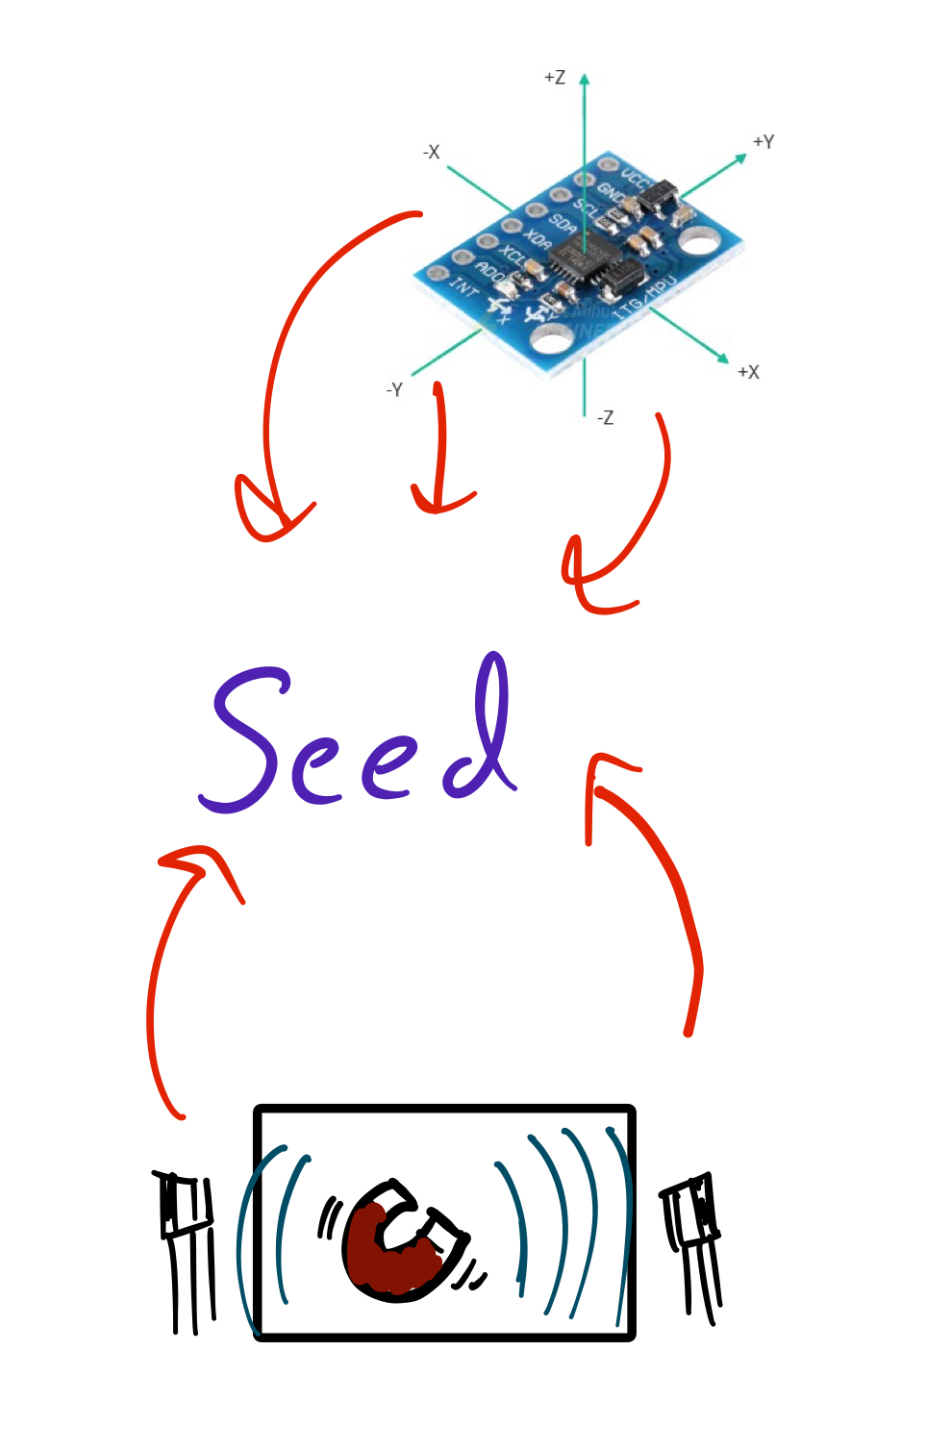 +Z
+Y
-X
VCC
GND
SCL
SDA
XDA
XCL
ADO
INT
X
Y
ITG/MPU
+X
-Y
-Z
Seed